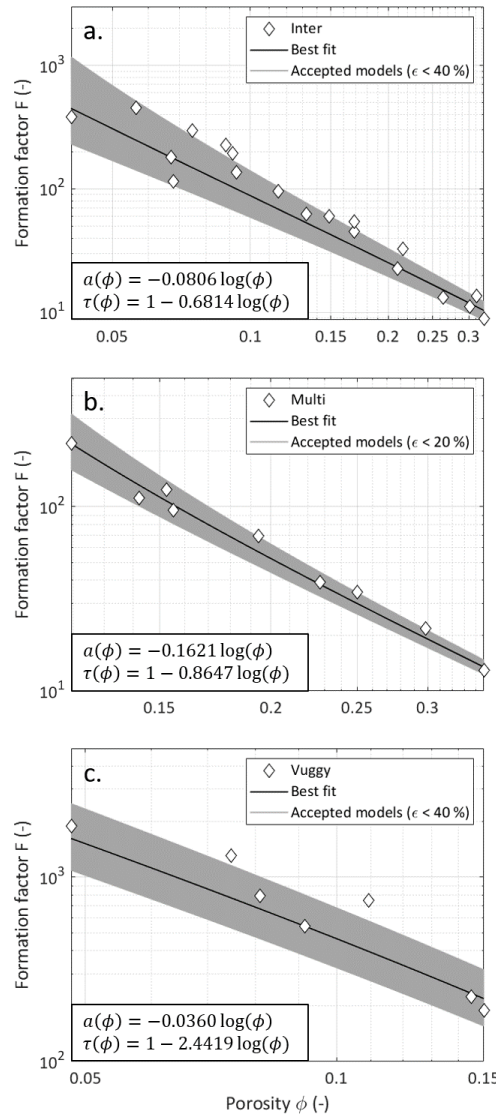 a.
Inter
Best fit
Accepted models (ϵ < 40 %)
Formation factor F (-)
10³
10²
10¹
a(ϕ) = −0.0806 log(ϕ)
τ(ϕ) = 1 − 0.6814 log(ϕ)
0.05 0.1 0.15 0.2 0.25 0.3
b.
Multi
Best fit
Accepted models (ϵ < 20 %)
Formation factor F (-)
10²
10¹
a(ϕ) = −0.1621 log(ϕ)
τ(ϕ) = 1 − 0.8647 log(ϕ)
0.15 0.2 0.25 0.3
c.
Vuggy
Best fit
Accepted models (ϵ < 40 %)
Formation factor F (-)
10³
10²
a(ϕ) = −0.0360 log(ϕ)
τ(ϕ) = 1 − 2.4419 log(ϕ)
0.05 0.1 0.15
Porosity ϕ (-)